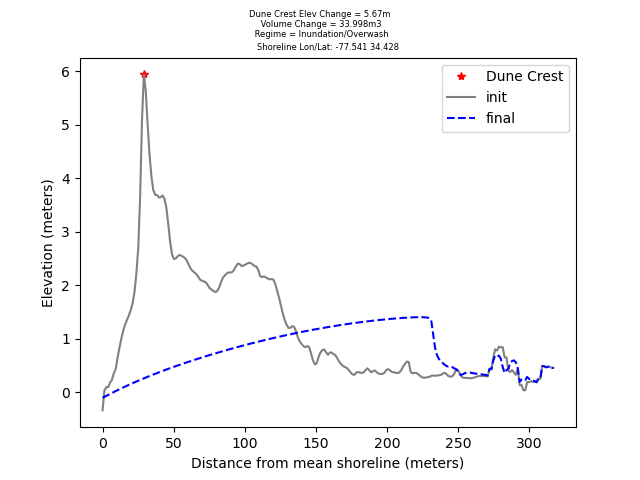 Dune Crest Elev Change = 5.67m
Volume Change = 33.998m3
Regime = Inundation/Overwash
Shoreline Lon/Lat: -77.541 34.428
Dune Crest
init
final
6
5
4
3
2
1
0
Elevation (meters)
0 50 100 150 200 250 300
Distance from mean shoreline (meters)